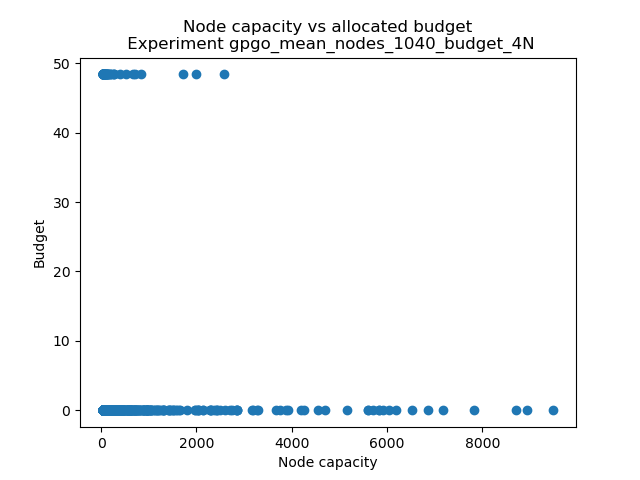 Node capacity vs allocated budget
Experiment gpgo_mean_nodes_1040_budget_4N
50
40
30
20
10
0
Budget
0 2000 4000 6000 8000
Node capacity